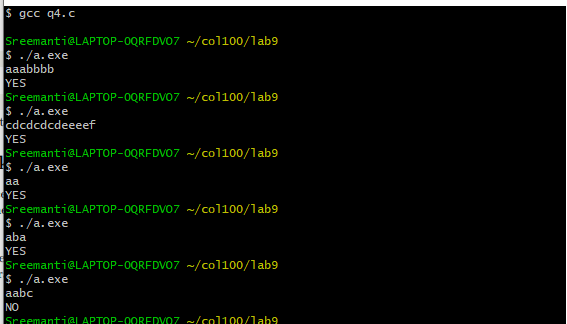 $ gcc q4.c
Sreemanti@LAPTOP-OQRFDVO7 ~/col100/lab9
$ ./a.exe
aaabbbb
YES
Sreemanti@LAPTOP-OQRFDVO7 ~/col100/lab9
$ ./a.exe
cdcdcdcdeeeef
YES
Sreemanti@LAPTOP-OQRFDVO7 ~/col100/lab9
$ ./a.exe
aa
YES
Sreemanti@LAPTOP-OQRFDVO7 ~/col100/lab9
$ ./a.exe
aba
YES
Sreemanti@LAPTOP-OQRFDVO7 ~/col100/lab9
$ ./a.exe
aabc
NO
Sreemanti@LAPTOP-OQRFDVO7 ~/col100/lab9